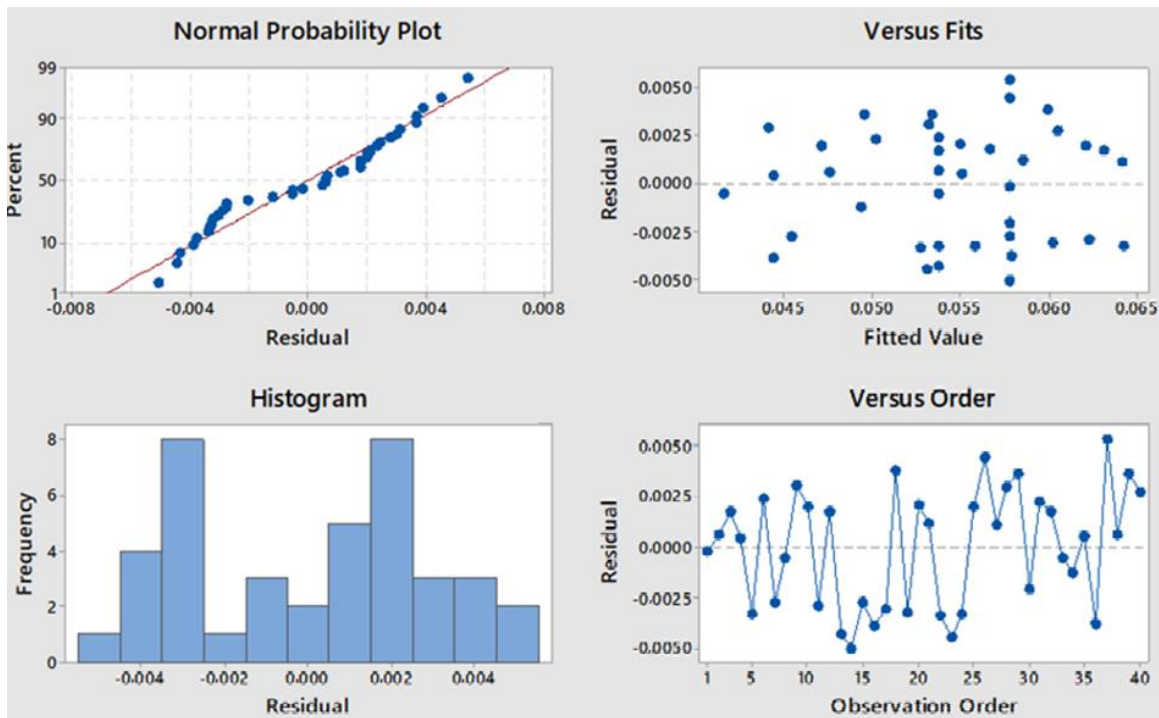 Normal Probability Plot
99
90
50
10
1
Percent
-0.008 -0.004 0.000 0.004 0.008
Residual
Versus Fits
0.0050
0.0025
0.0000
-0.0025
-0.0050
Residual
0.045 0.050 0.055 0.060 0.065
Fitted Value
Histogram
8
6
4
2
0
Frequency
-0.004 -0.002 0.000 0.002 0.004
Residual
Versus Order
0.0050
0.0025
0.0000
-0.0025
-0.0050
Residual
1 5 10 15 20 25 30 35 40
Observation Order